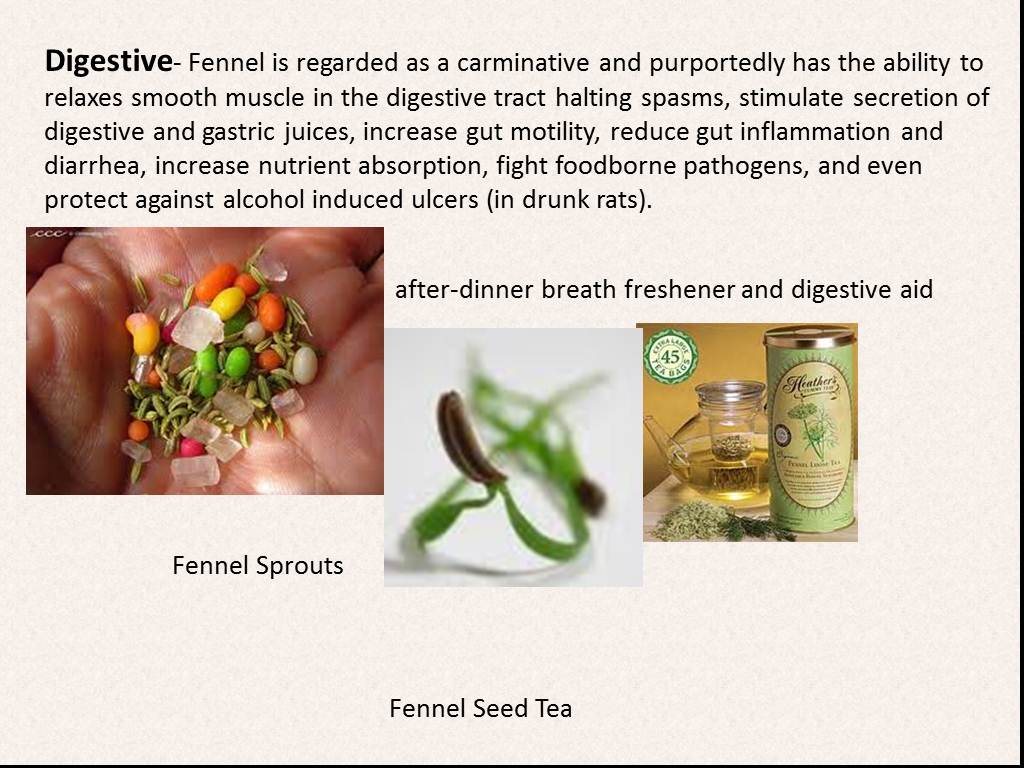 Digestive- Fennel is regarded as a carminative and purportedly has the ability to
relaxes smooth muscle in the digestive tract halting spasms, stimulate secretion of
digestive and gastric juices, increase gut motility, reduce gut inflammation and
diarrhea, increase nutrient absorption, fight foodborne pathogens, and even
protect against alcohol induced ulcers (in drunk rats).
after-dinner breath freshener and digestive aid
EXTRA LARGE
45
TEA BAGS
Heather's
TUMMY TEAS
Organic
FENNEL LOOSE TEA
Fennel Sprouts
Fennel Seed Tea